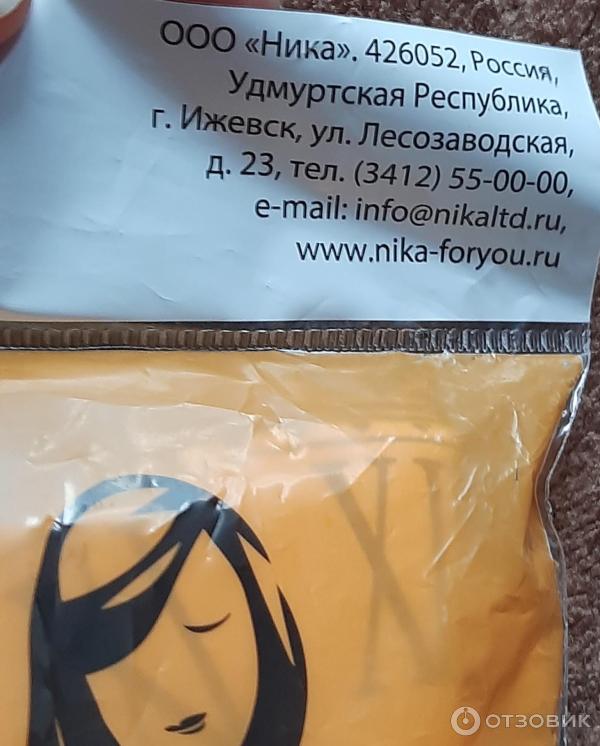 ООО «Ника». 426052, Россия,
Удмуртская Республика,
г. Ижевск, ул. Лесозаводская,
д. 23, тел. (3412) 55-00-00,
e-mail: info@nikaltd.ru,
www.nika-foryou.ru
IX
ОТЗОВИК